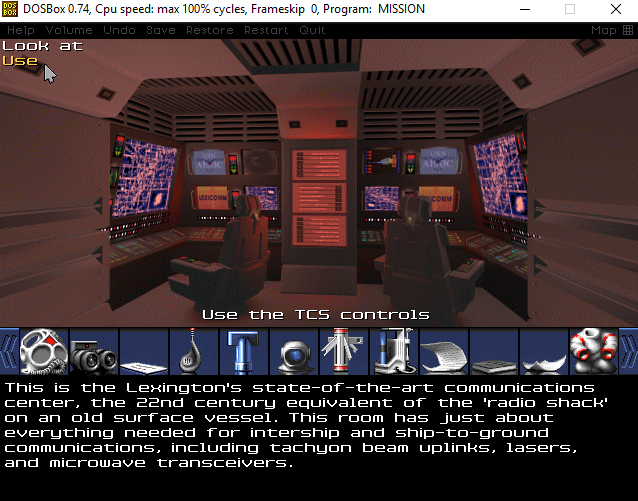 DOSBox 0.74, Cpu speed: max 100% cycles, Frameskip 0, Program: MISSION
Help Volume Undo Save Restore Restart Quit Map
Look at
Use
LEXICOMM
Use the TCS controls
This is the Lexington's state-of-the-art communications
center, the 22nd century equivalent of the 'radio shack'
on an old surface vessel. This room has just about
everything needed for intership and ship-to-ground
communications, including tachyon beam uplinks, lasers,
and microwave transceivers.